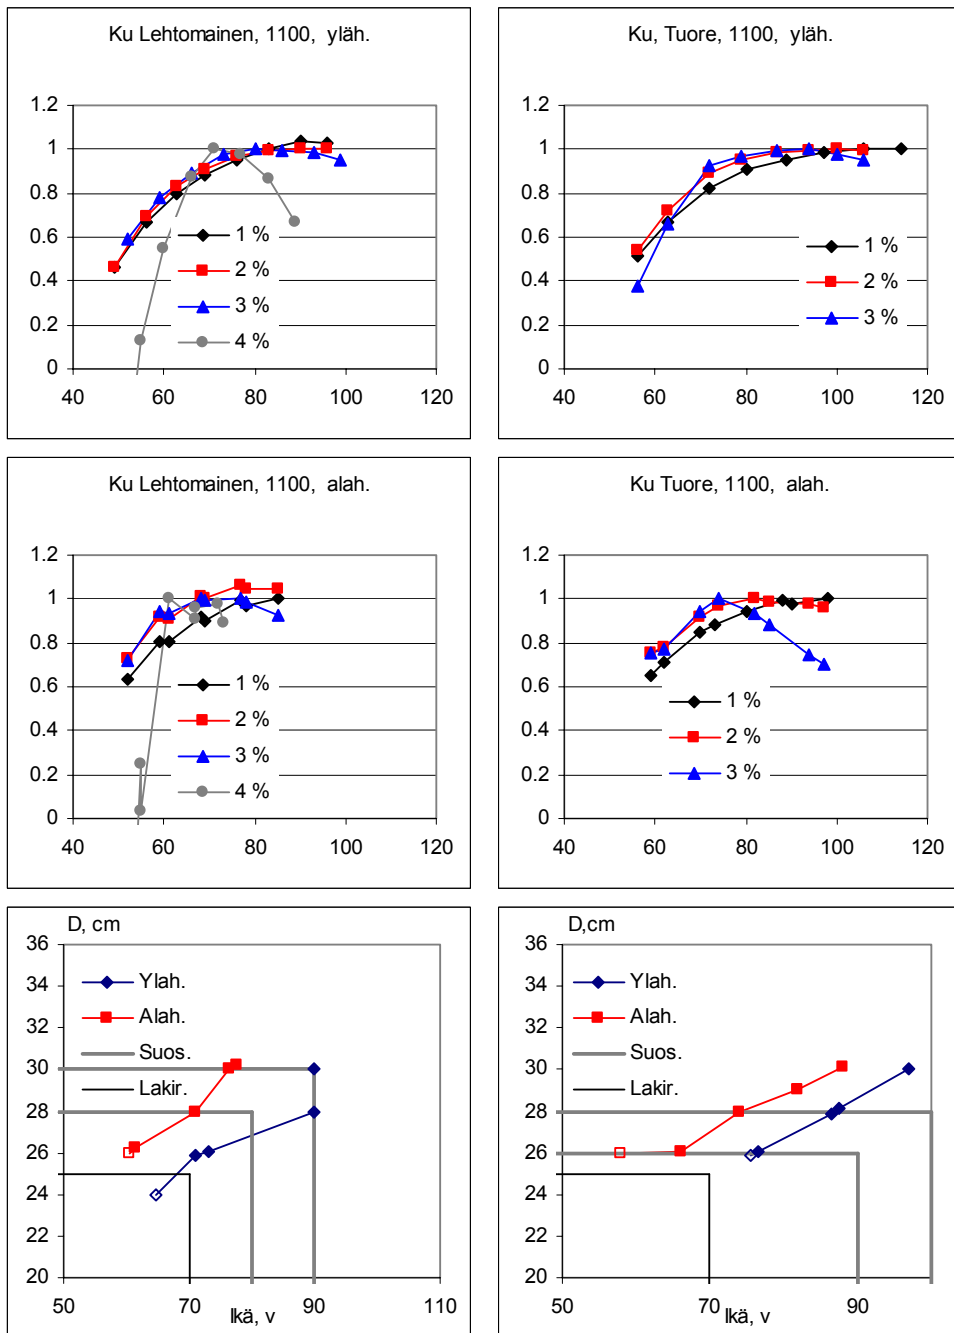 Ku Lehtomainen, 1100, yläh.
1.2
1
0.8
0.6
0.4
0.2
0
40 60 80 100 120
1 %
2 %
3 %
4 %
Ku, Tuore, 1100, yläh.
1.2
1
0.8
0.6
0.4
0.2
0
40 60 80 100 120
1 %
2 %
3 %
Ku Lehtomainen, 1100, alah.
1.2
1
0.8
0.6
0.4
0.2
0
40 60 80 100 120
1 %
2 %
3 %
4 %
Ku Tuore, 1100, alah.
1.2
1
0.8
0.6
0.4
0.2
0
40 60 80 100 120
1 %
2 %
3 %
D, cm
36
34
32
30
28
26
24
22
20
Ylah.
Alah.
Suos.
Lakir.
50 70 90 110
Ikä, v
D,cm
36
34
32
30
28
26
24
22
20
Ylah.
Alah.
Suos.
Lakir.
50 70 90
Ikä, v